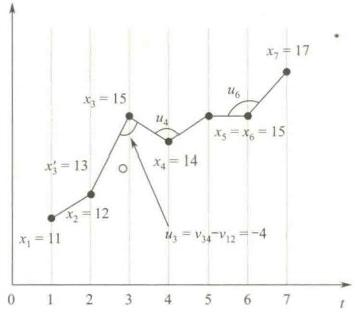 x₇ = 17
x₃ = 15
u₄
u₆
x₅ = x₆ = 15
x₄ = 14
x′₃ = 13
x₂ = 12
x₁ = 11
u₃ = v₃₄−v₁₂ = −4
0 1 2 3 4 5 6 7 t